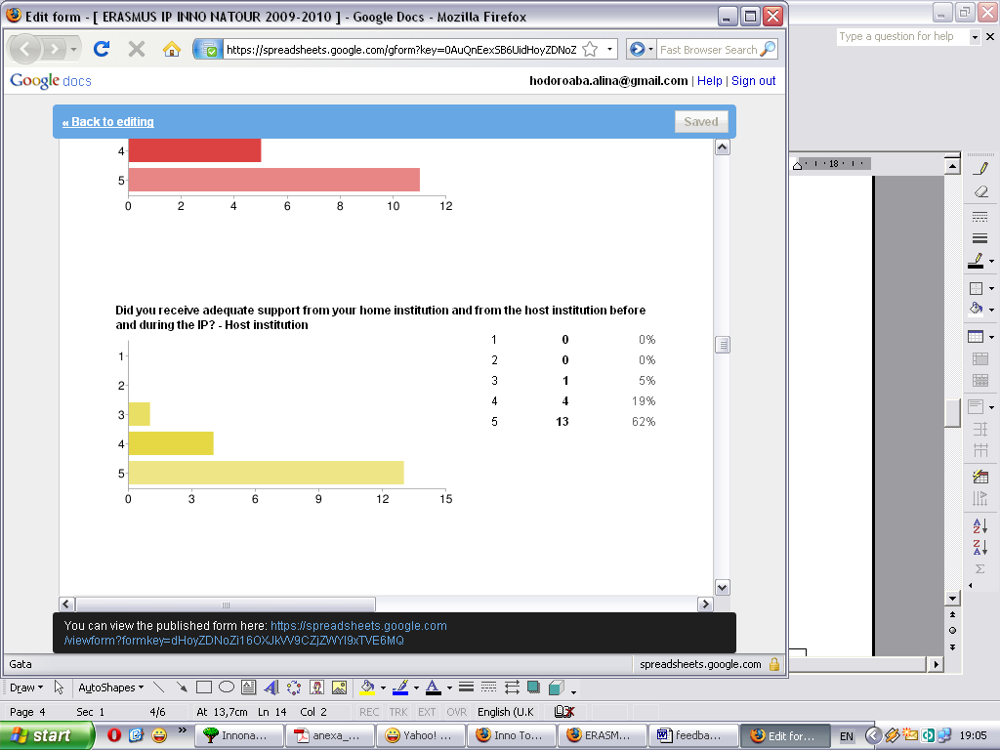 Edit form - [ ERASMUS IP INNO NATOUR 2009-2010 ] - Google Docs - Mozilla Firefox
Type a question for help
https://spreadsheets.google.com/gform?key=0AuQnEexSB6UidHoyZDNoZ
Fast Browser Search
Google docs
hodoroaba.alina@gmail.com | Help | Sign out
« Back to editing
Saved
4
5
0 2 4 6 8 10 12
18
Did you receive adequate support from your home institution and from the host institution before
and during the IP? - Host institution
1 0 0%
2 0 0%
3 1 5%
4 4 19%
5 13 62%
1
2
3
4
5
0 3 6 9 12 15
You can view the published form here: https://spreadsheets.google.com
/viewform?formkey=dHoyZDNoZi16OXJkVV9CZjZWYl9xTVE6MQ
Gata
spreadsheets.google.com
Draw AutoShapes
Page 4 Sec 1 4/6 At 13,7cm Ln 14 Col 2 REC TRK EXT OVR English (U.K
start Innona... anexa_... Yahoo! ... Inno To... ERASM... feedba... Edit for... EN 19:05